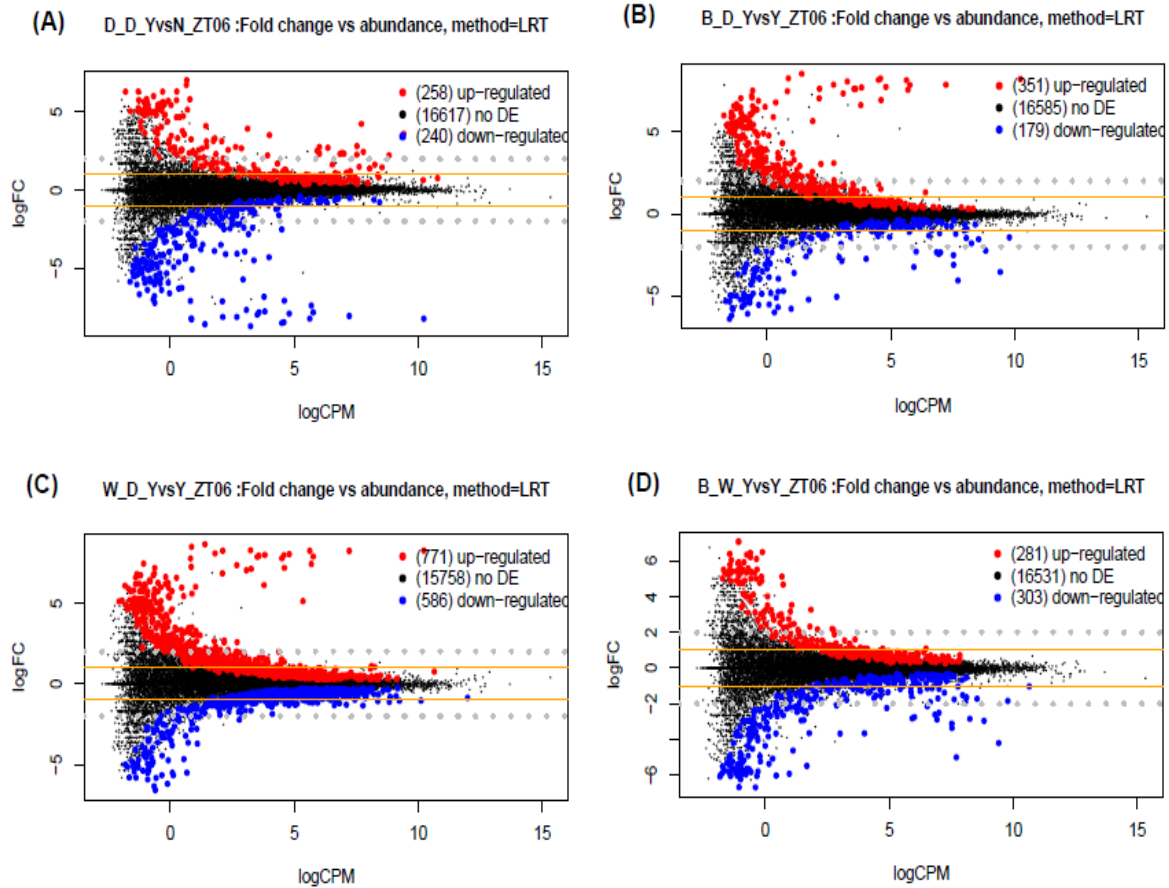 (A)
D_D_YvsN_ZT06 :Fold change vs abundance, method=LRT
(258) up−regulated
(16617) no DE
(240) down−regulated
5
0
−5
logFC
0
5
10
15
logCPM
(B)
B_D_YvsY_ZT06 :Fold change vs abundance, method=LRT
(351) up−regulated
(16585) no DE
(179) down−regulated
5
0
−5
logFC
0
5
10
15
logCPM
(C)
W_D_YvsY_ZT06 :Fold change vs abundance, method=LRT
(771) up−regulated
(15758) no DE
(586) down−regulated
5
0
−5
logFC
0
5
10
15
logCPM
(D)
B_W_YvsY_ZT06 :Fold change vs abundance, method=LRT
(281) up−regulated
(16531) no DE
(303) down−regulated
6
4
2
0
−2
−6
logFC
0
5
10
15
logCPM